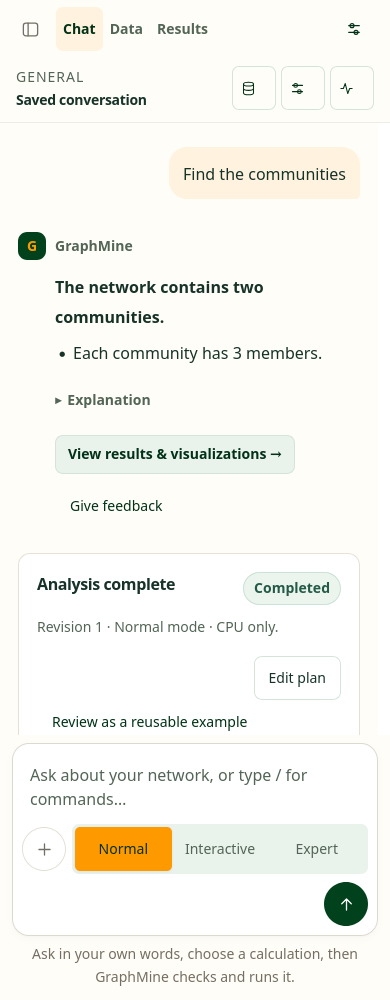 Chat Data Results
GENERAL
Saved conversation
Find the communities
G GraphMine
The network contains two
communities.
• Each community has 3 members.
▸ Explanation
View results & visualizations →
Give feedback
Analysis complete
Completed
Revision 1 · Normal mode · CPU only.
Edit plan
Review as a reusable example
Ask about your network, or type / for
commands...
Normal Interactive Expert
Ask in your own words, choose a calculation, then
GraphMine checks and runs it.